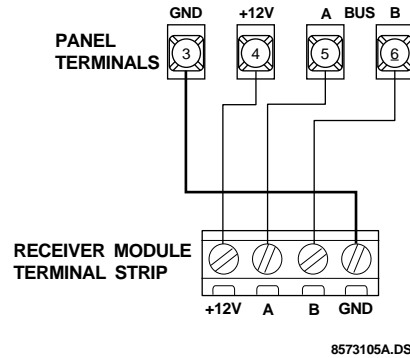 GND +12V A BUS B
PANEL TERMINALS
3 4 5 6
RECEIVER MODULE
TERMINAL STRIP
+12V A B GND
8573105A.DS